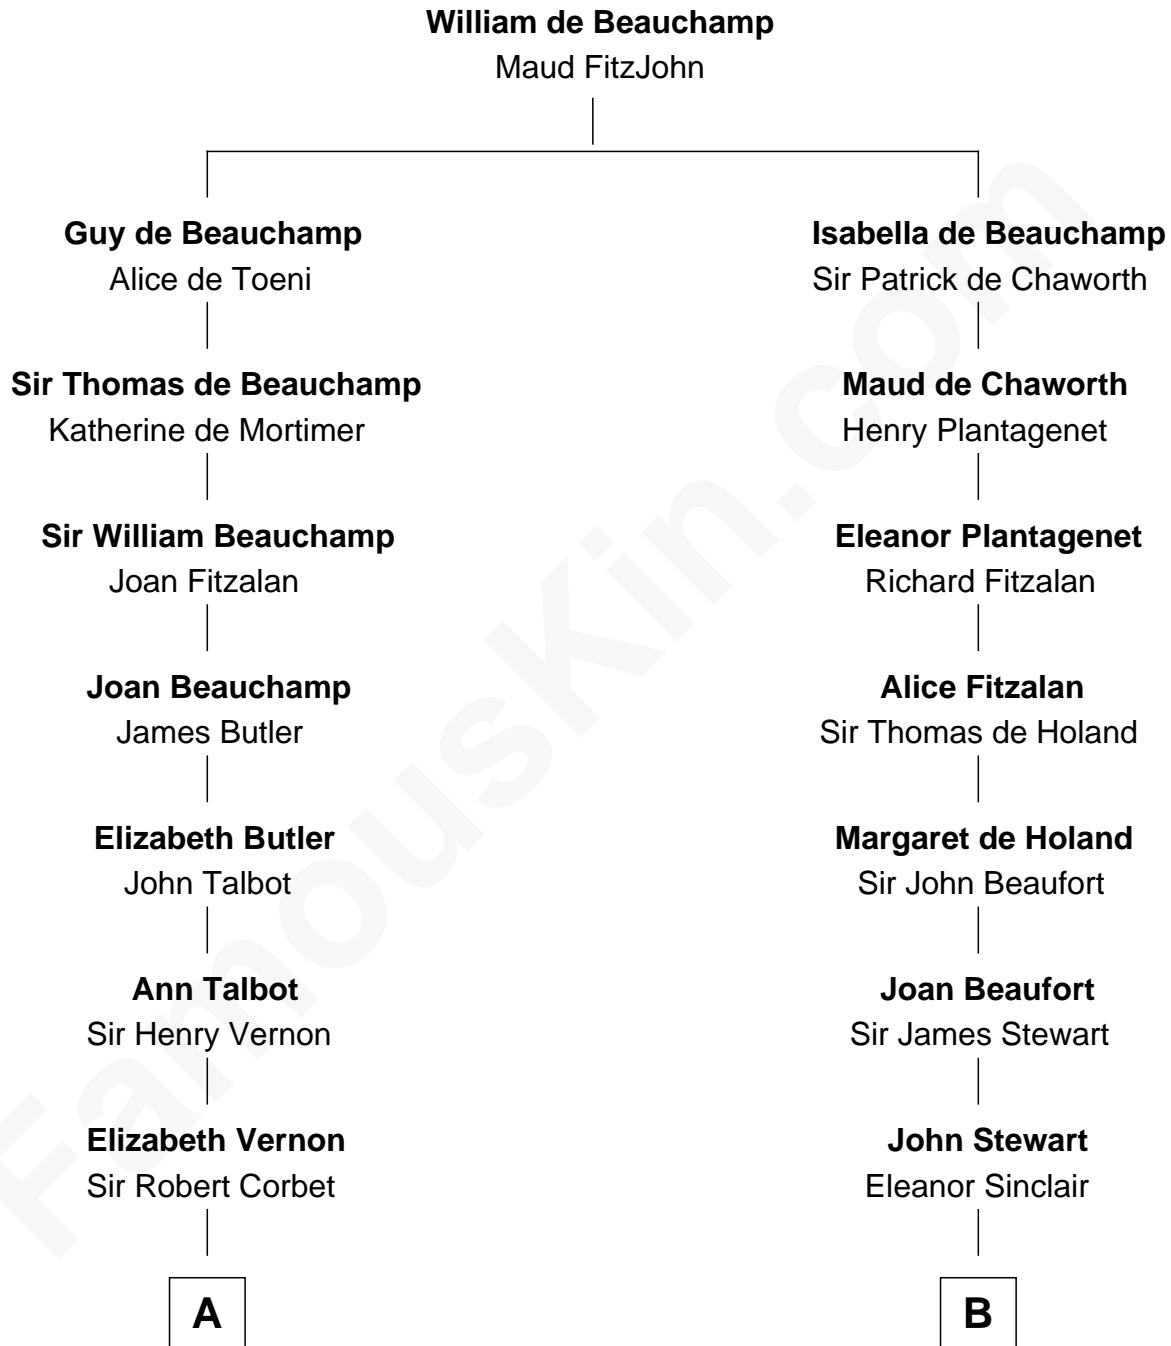 William de Beauchamp
Maud FitzJohn
Guy de Beauchamp
Alice de Toeni
Isabella de Beauchamp
Sir Patrick de Chaworth
Sir Thomas de Beauchamp
Katherine de Mortimer
Maud de Chaworth
Henry Plantagenet
Sir William Beauchamp
Joan Fitzalan
Eleanor Plantagenet
Richard Fitzalan
Joan Beauchamp
James Butler
Alice Fitzalan
Sir Thomas de Holand
Elizabeth Butler
John Talbot
Margaret de Holand
Sir John Beaufort
Ann Talbot
Sir Henry Vernon
Joan Beaufort
Sir James Stewart
Elizabeth Vernon
Sir Robert Corbet
John Stewart
Eleanor Sinclair
A
B
FamousKin.com